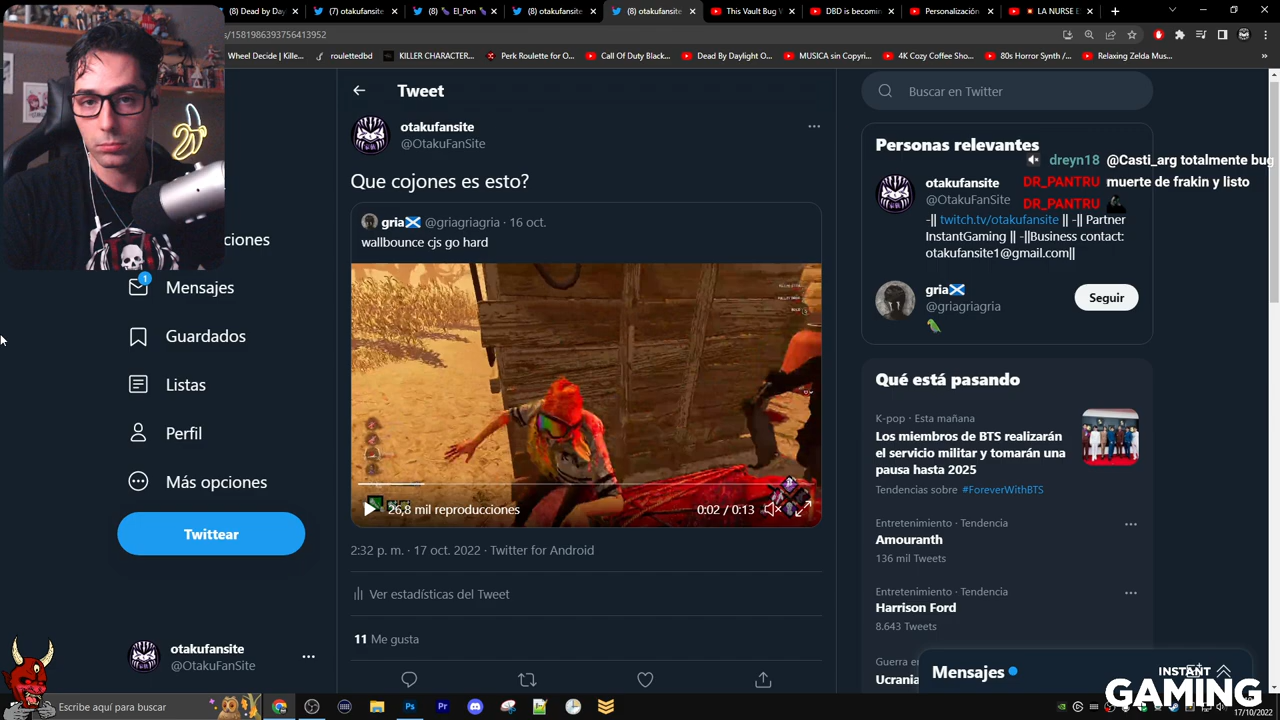 (8) Dead by Day...
(7) otakufansite
(8) El_Pon
(8) otakufansite
(8) otakufansite
This Vault Bug
DBD is becomin
Personalización
LA NURSE E
s/1581986393756413952
Wheel Decide | Kille...
roulettedbd
KILLER CHARACTER...
Perk Roulette for O...
Call Of Duty Black...
Dead By Daylight O...
MUSICA sin Copyri...
4K Cozy Coffee Sho...
80s Horror Synth /...
Relaxing Zelda Mus...
ciones
Mensajes
1
Guardados
Listas
Perfil
Más opciones
Twittear
otakufansite
@OtakuFanSite
Tweet
otakufansite
@OtakuFanSite
Que cojones es esto?
gria @griagriagria · 16 oct.
wallbounce cjs go hard
26,8 mil reproducciones
0:02 / 0:13
2:32 p. m. · 17 oct. 2022 · Twitter for Android
Ver estadísticas del Tweet
11 Me gusta
Buscar en Twitter
Personas relevantes
dreyn18 @Casti_arg totalmente bug
DR_PANTRU muerte de frakin y listo
DR_PANTRU
otakufansite
@OtakuFanSite
-|| twitch.tv/otakufansite || -|| Partner
InstantGaming || -||Business contact:
otakufansite1@gmail.com||
gria
@griagriagria
Seguir
Qué está pasando
K-pop · Esta mañana
Los miembros de BTS realizarán
el servicio militar y tomarán una
pausa hasta 2025
Tendencias sobre #ForeverWithBTS
Entretenimiento · Tendencia
Amouranth
136 mil Tweets
Entretenimiento · Tendencia
Harrison Ford
8.643 Tweets
Guerra en
Ucrania
Mensajes
INSTANT
GAMING
Escribe aquí para buscar
17/10/2022